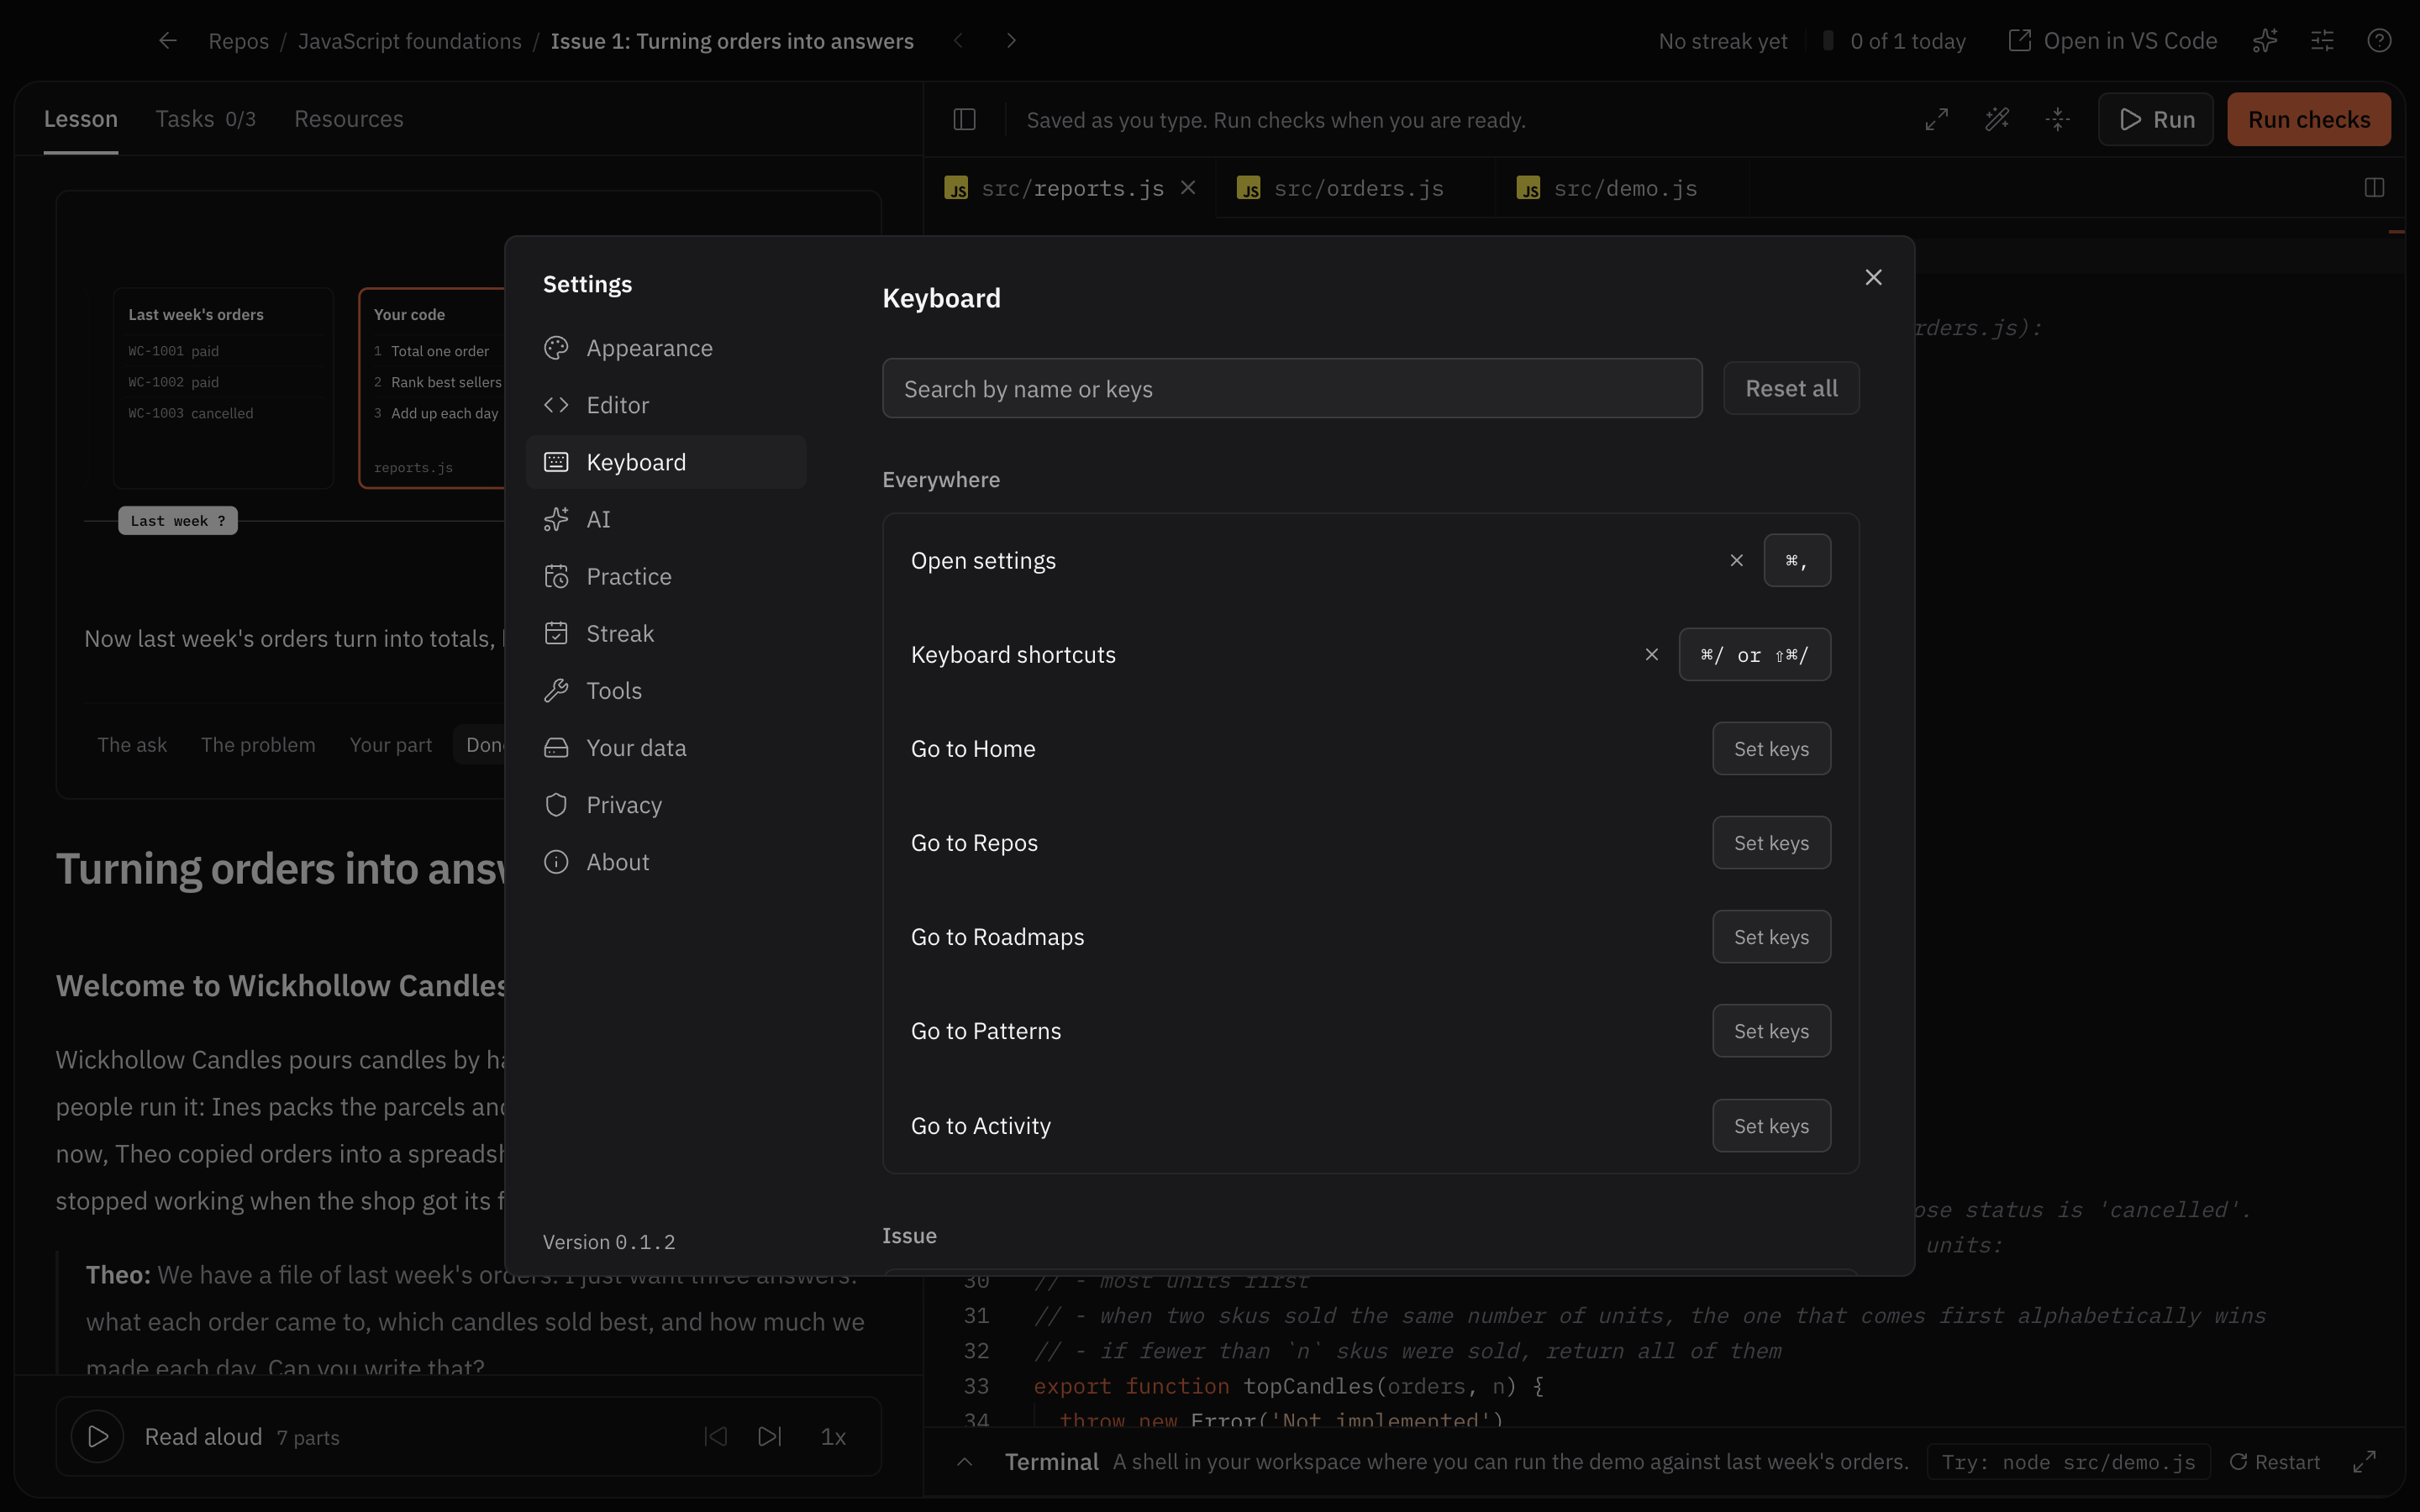 Repos / JavaScript foundations / Issue 1: Turning orders into answers
No streak yet
0 of 1 today
Open in VS Code
Lesson
Tasks 0/3
Resources
Saved as you type. Run checks when you are ready.
Run
Run checks
JS src/reports.js
JS src/orders.js
JS src/demo.js
Last week's orders
WC-1001 paid
WC-1002 paid
WC-1003 cancelled
Your code
1 Total one order
2 Rank best sellers
3 Add up each day
reports.js
Last week ?
Now last week's orders turn into totals,
The ask
The problem
Your part
Turning orders into
Welcome to Wickhollow Candles
Wickhollow Candles pours candles by
people run it: Ines packs the parcels
now, Theo copied orders into a
stopped working when the shop got its
Theo: We have a file of last week's orders. I just want three answers:
what each order came to, which candles sold best, and how much we
made each day. Can you write that?
Read aloud 7 parts
1x
Settings
Appearance
Editor
Keyboard
AI
Practice
Streak
Tools
Your data
Privacy
About
Version 0.1.2
Keyboard
Search by name or keys
Reset all
Everywhere
Open settings
⌘,
Keyboard shortcuts
⌘/ or ⇧⌘/
Go to Home
Set keys
Go to Repos
Set keys
Go to Roadmaps
Set keys
Go to Patterns
Set keys
Go to Activity
Set keys
Issue
orders.js):
status is 'cancelled'.
units:
30 // - most units first
31 // - when two skus sold the same number of units, the one that comes first alphabetically wins
32 // - if fewer than `n` skus were sold, return all of them
33 export function topCandles(orders, n) {
34 throw new Error('Not implemented')
Terminal A shell in your workspace where you can run the demo against last week's orders.
Try: node src/demo.js
Restart